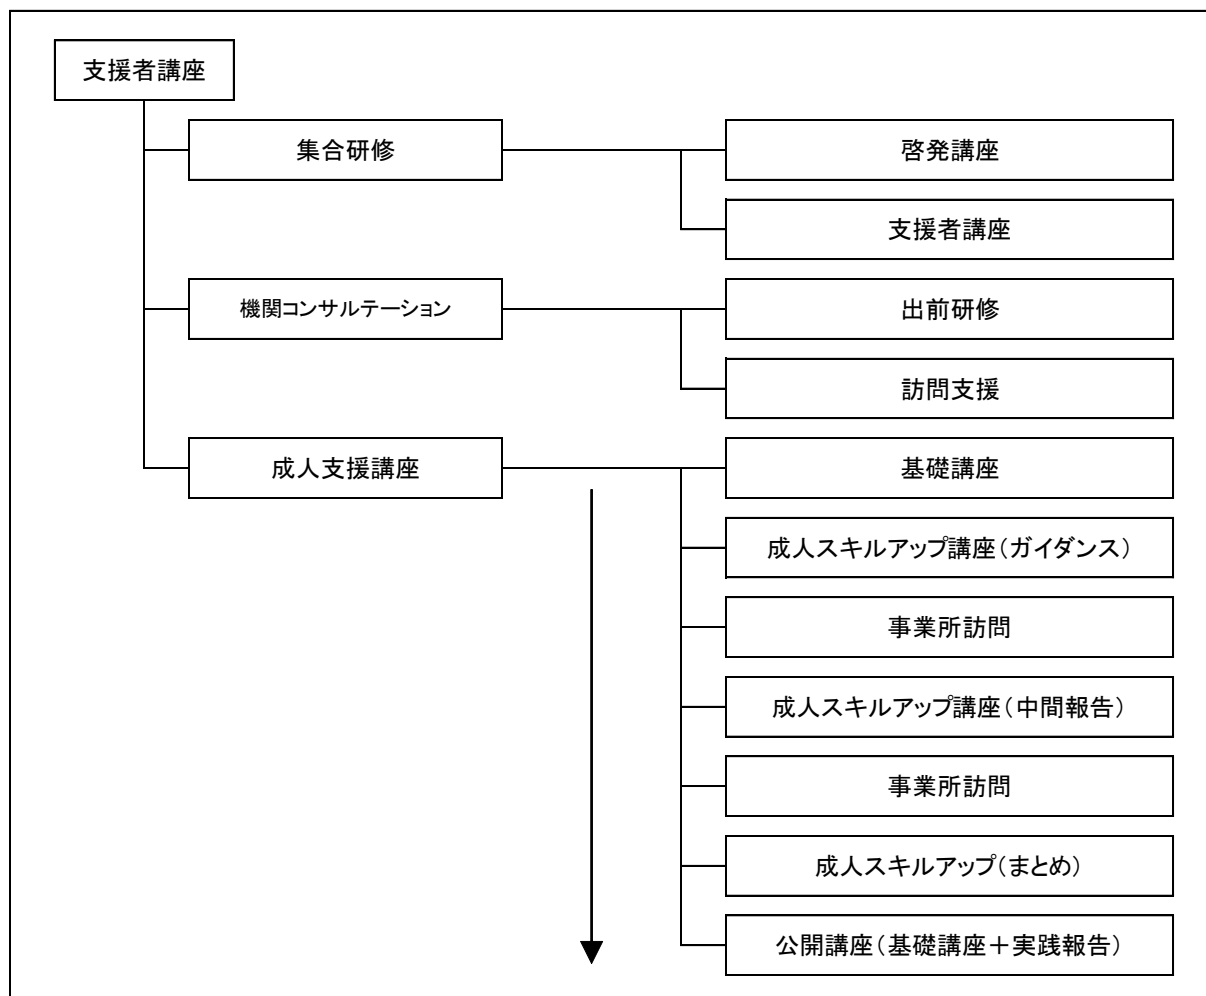 支援者講座
集合研修
啓発講座
支援者講座
機関コンサルテーション
出前研修
訪問支援
成人支援講座
基礎講座
成人スキルアップ講座（ガイダンス）
事業所訪問
成人スキルアップ講座（中間報告）
事業所訪問
成人スキルアップ（まとめ）
公開講座（基礎講座＋実践報告）